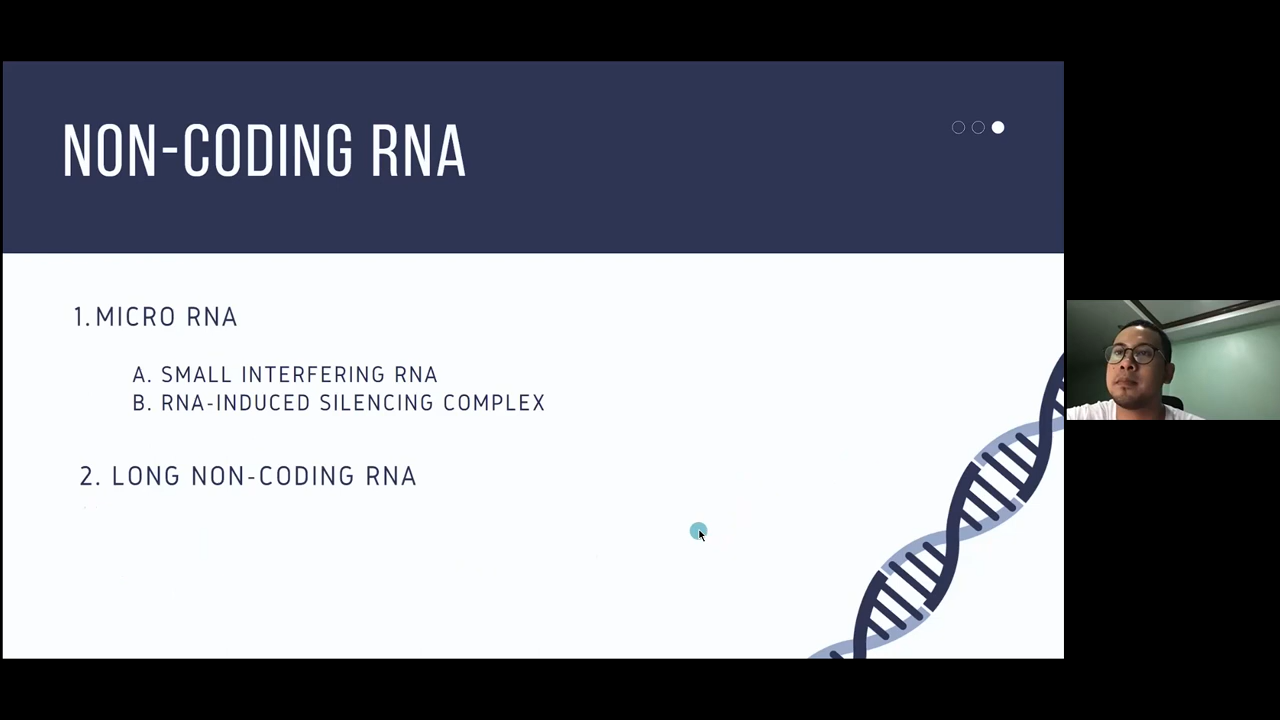 NON-CODING RNA
1. MICRO RNA
A. SMALL INTERFERING RNA
B. RNA-INDUCED SILENCING COMPLEX
2. LONG NON-CODING RNA